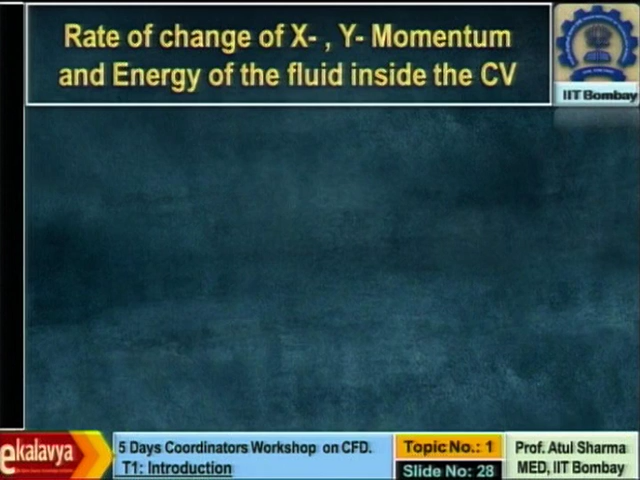 Rate of change of X- , Y- Momentum
and Energy of the fluid inside the CV
IIT Bombay
ekalavya
5 Days Coordinators Workshop on CFD.
T1: Introduction
Topic No.: 1
Slide No: 28
Prof. Atul Sharma
MED, IIT Bombay